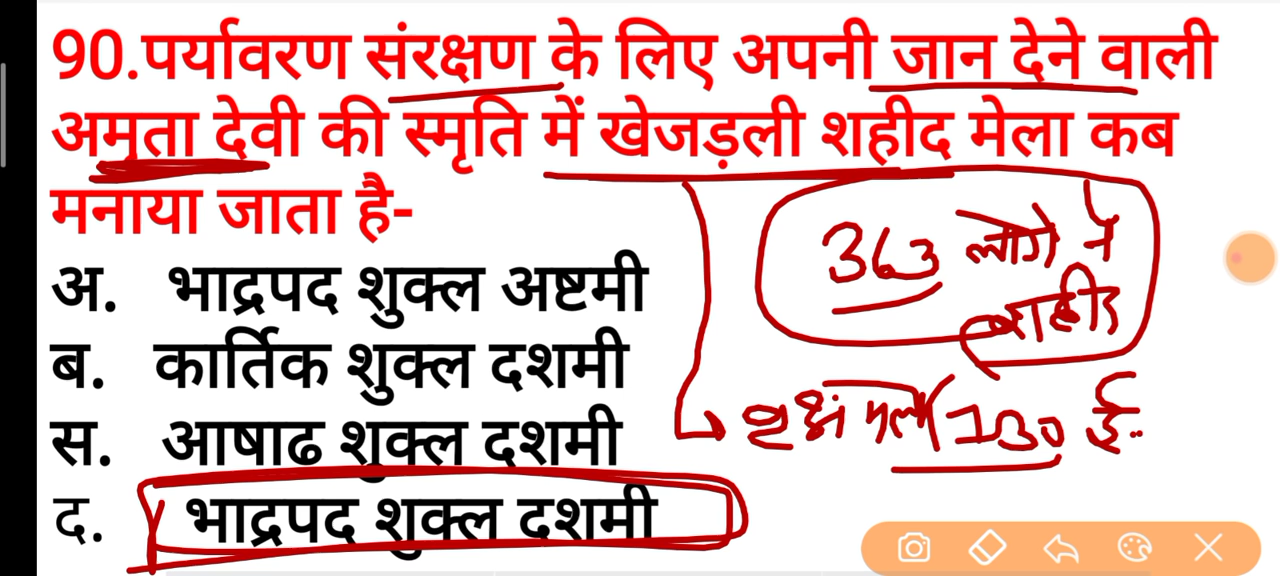 90.पर्यावरण संरक्षण के लिए अपनी जान देने वाली
अमृता देवी की स्मृति में खेजड़ली शहीद मेला कब
मनाया जाता है-
363 लोगो ने
शहीद
अ. भाद्रपद शुक्ल अष्टमी
ब. कार्तिक शुक्ल दशमी
स. आषाढ शुक्ल दशमी
1730 ई.
द. भाद्रपद शुक्ल दशमी